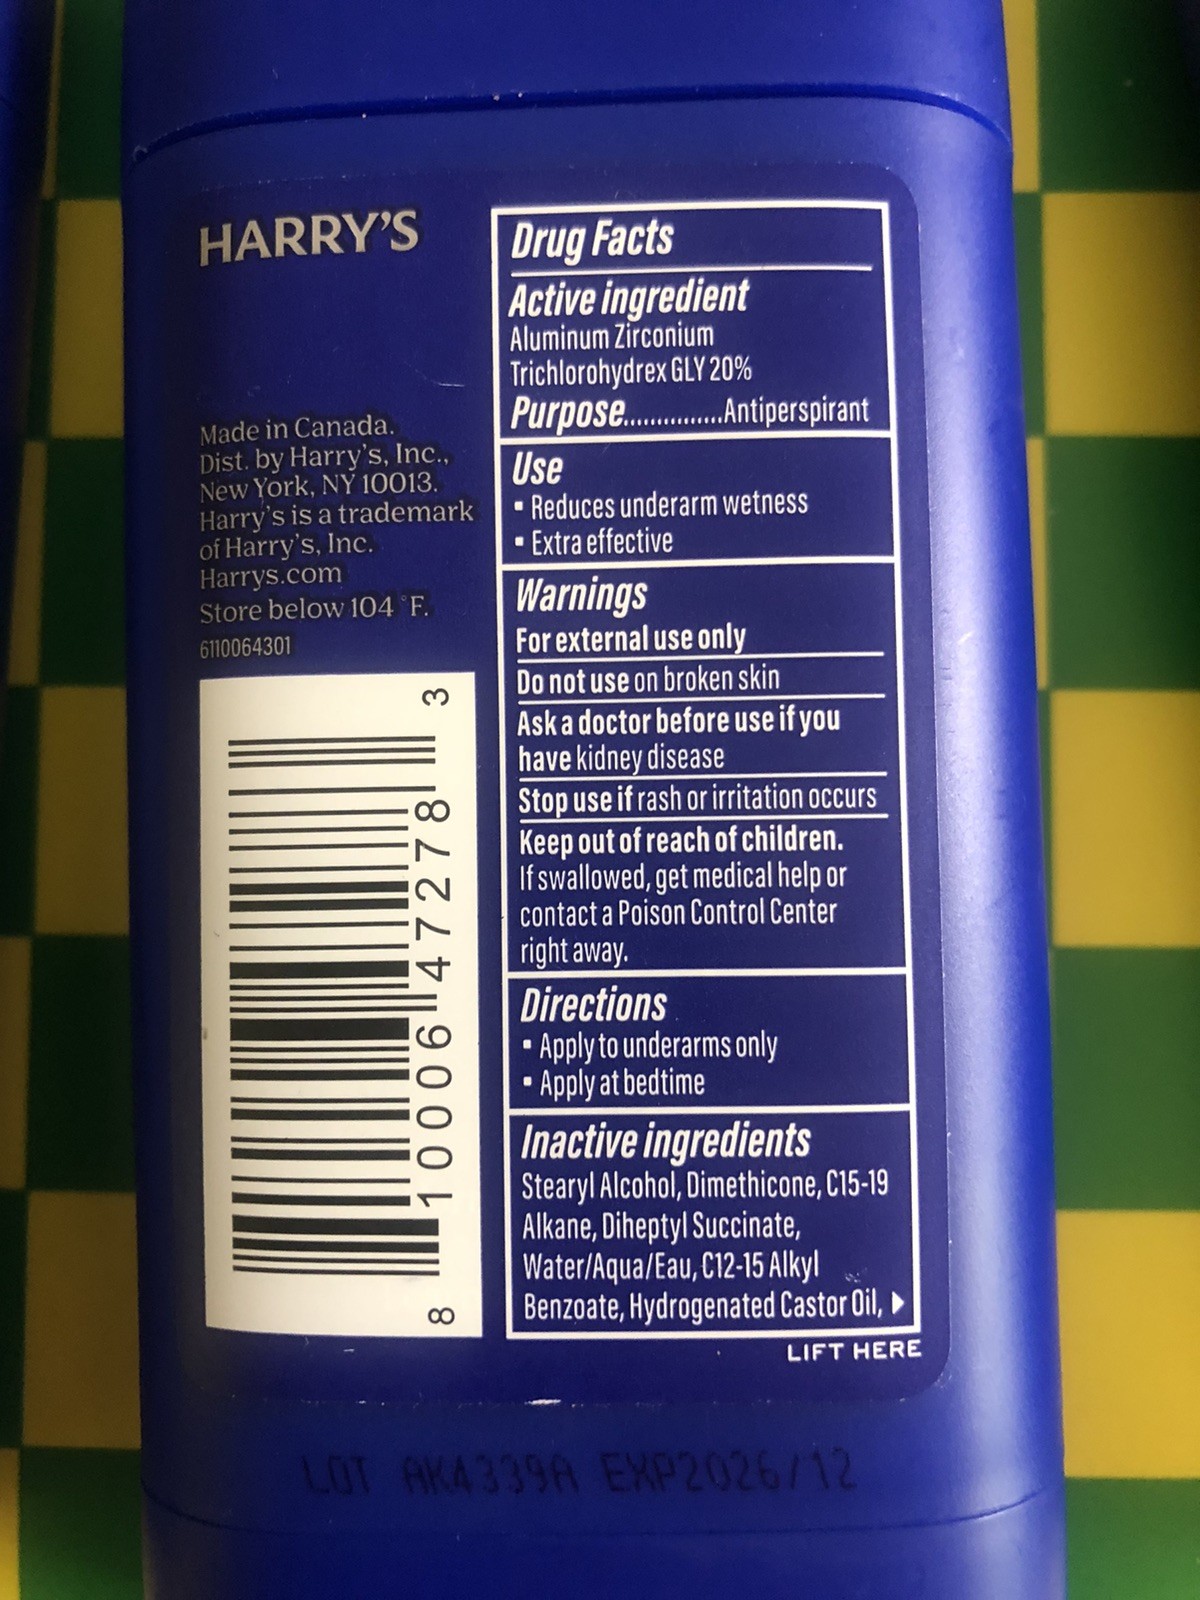 HARRY'S
Made in Canada.
Dist. by Harry's, Inc.,
New York, NY 10013.
Harry's is a trademark
of Harry's, Inc.
Harrys.com
Store below 104 °F.
6110064301
8 10006 47278 3
Drug Facts
Active ingredient
Aluminum Zirconium
Trichlorohydrex GLY 20%
Purpose...............Antiperspirant
Use
▪ Reduces underarm wetness
▪ Extra effective
Warnings
For external use only
Do not use on broken skin
Ask a doctor before use if you
have kidney disease
Stop use if rash or irritation occurs
Keep out of reach of children.
If swallowed, get medical help or
contact a Poison Control Center
right away.
Directions
▪ Apply to underarms only
▪ Apply at bedtime
Inactive ingredients
Stearyl Alcohol, Dimethicone, C15-19
Alkane, Diheptyl Succinate,
Water/Aqua/Eau, C12-15 Alkyl
Benzoate, Hydrogenated Castor Oil, ▶
LIFT HERE
LOT AK4339A EXP2026/12